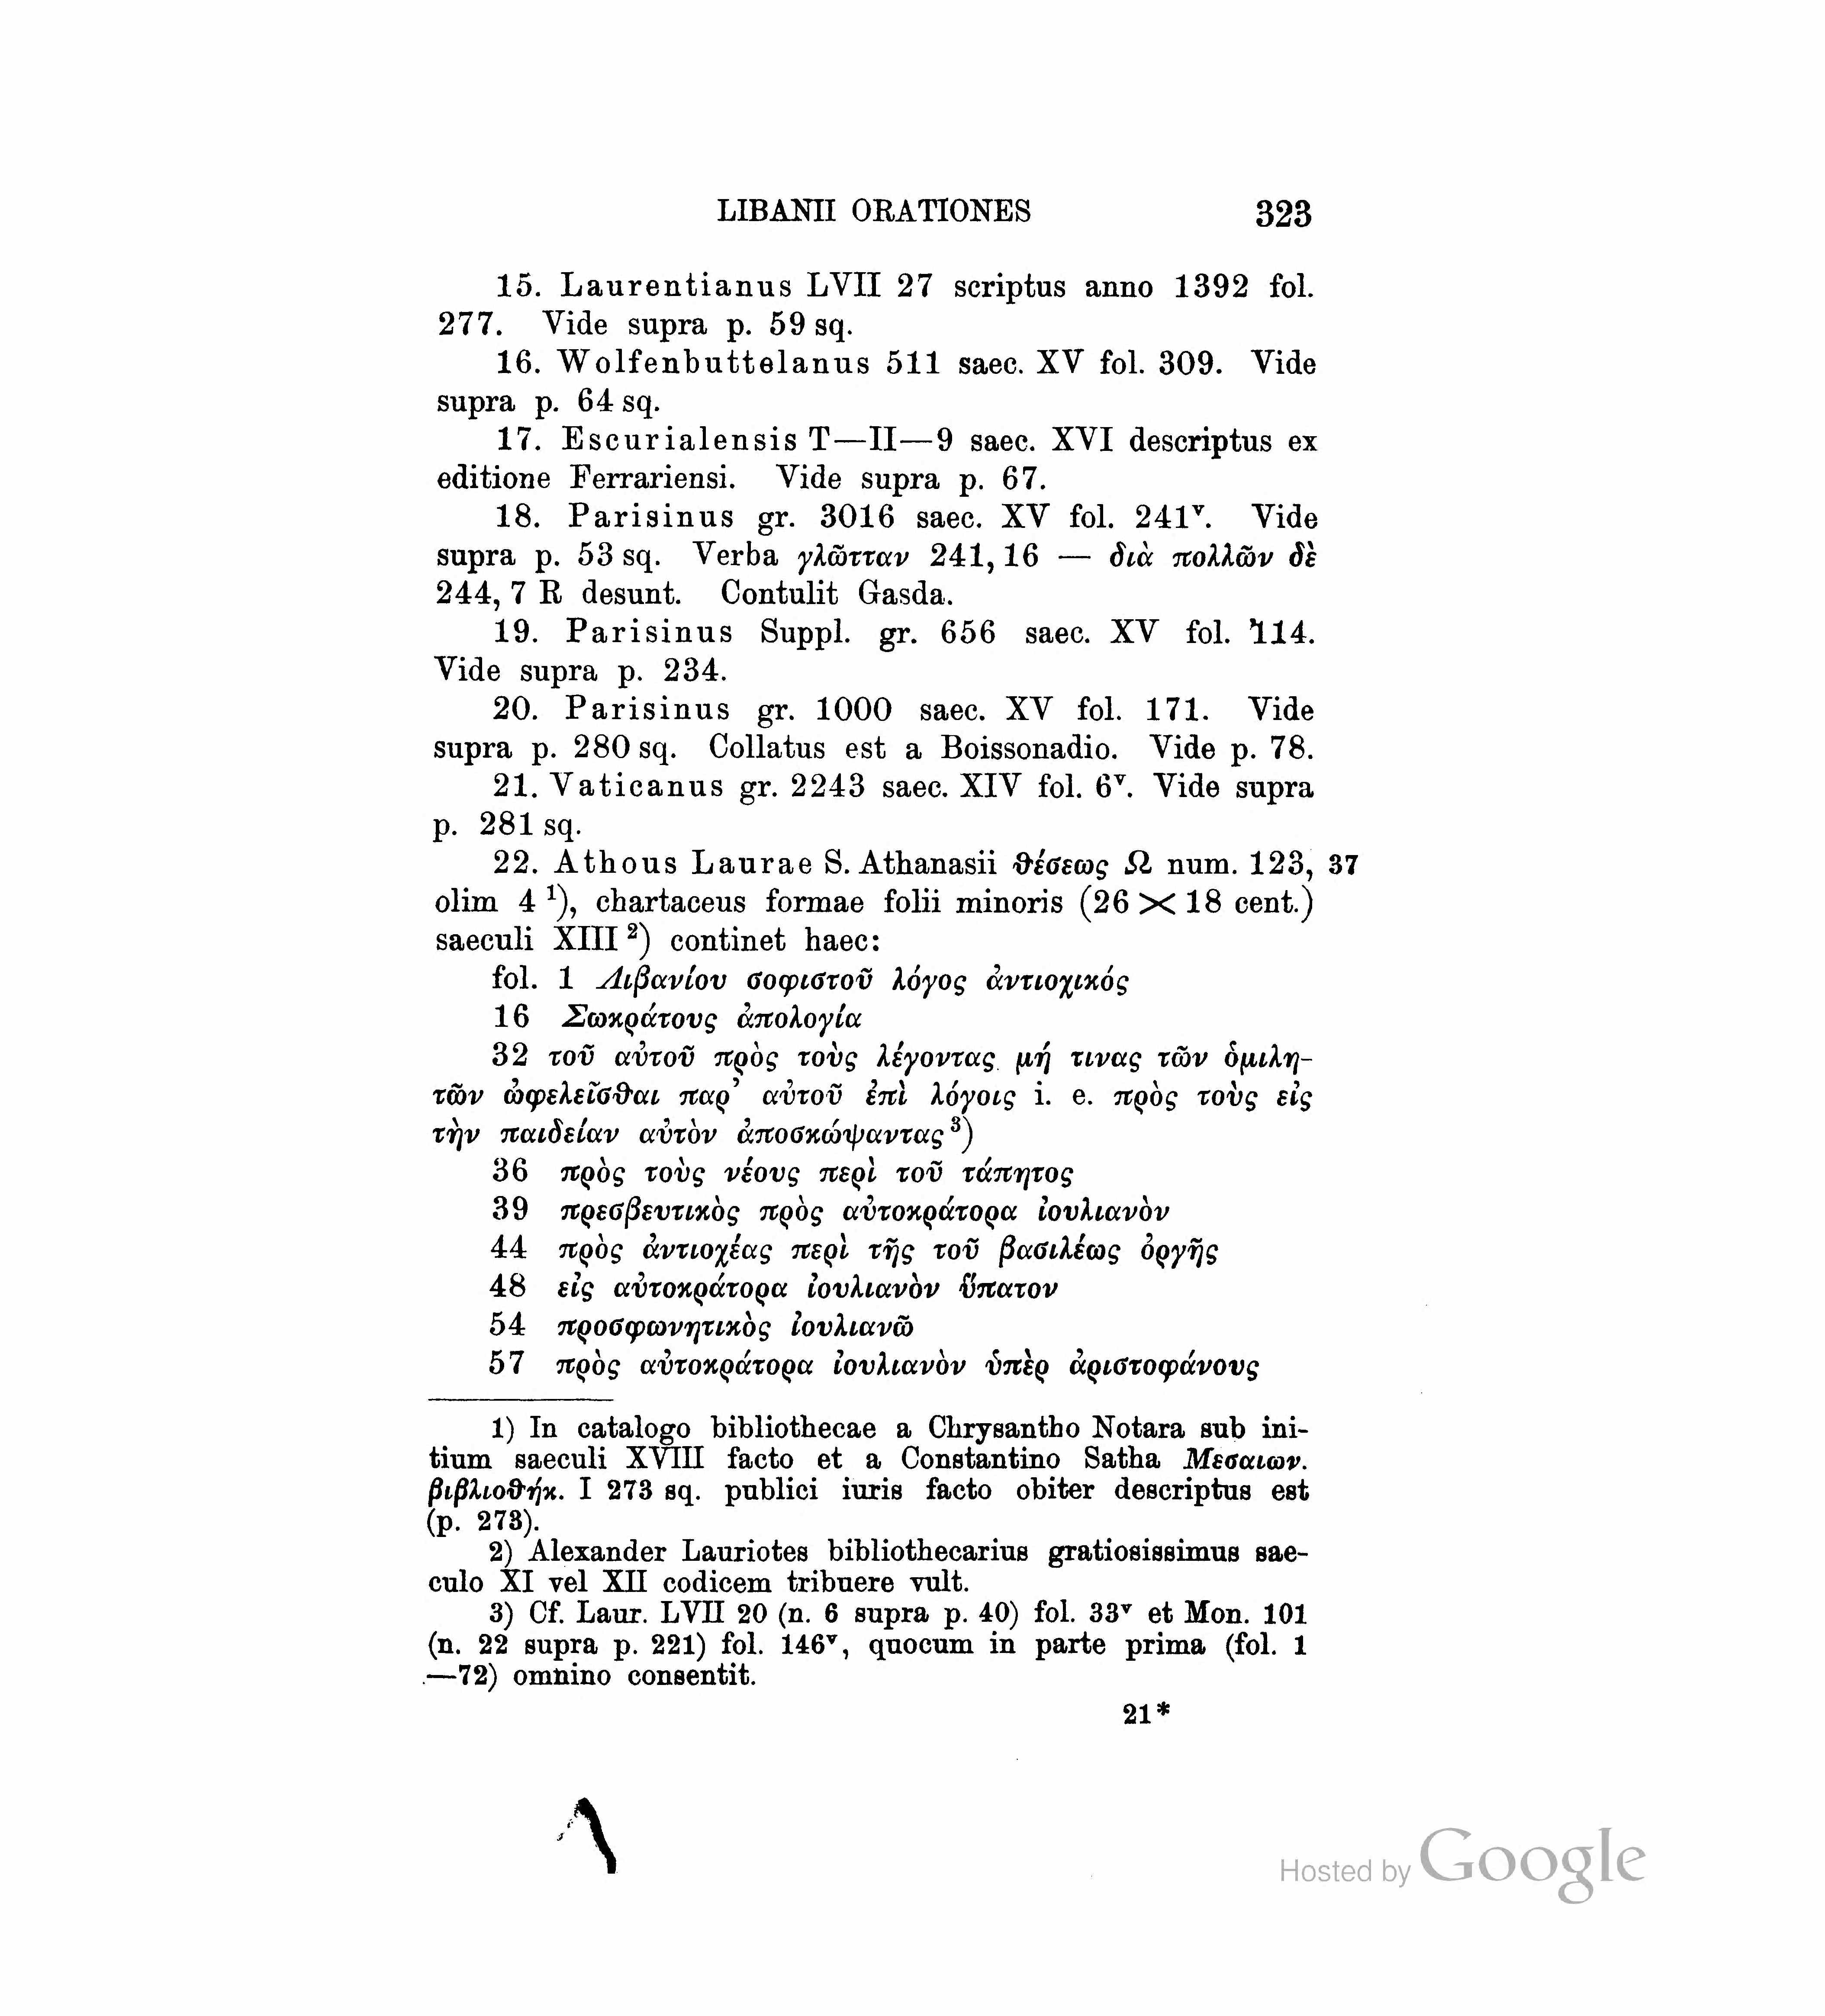 LIBANII ORATIONES 323
15. Laurentianus LVII 27 scriptus anno 1392 fol.
277. Vide supra p. 59 sq.
16. Wolfenbuttelanus 511 saec. XV fol. 309. Vide
supra p. 64 sq.
17. Escurialensis T—II—9 saec. XVI descriptus ex
editione Ferrariensi. Vide supra p. 67.
18. Parisinus gr. 3016 saec. XV fol. 241ᵛ. Vide
supra p. 53 sq. Verba γλῶτταν 241, 16 — διὰ πολλῶν δὲ
244, 7 R desunt. Contulit Gasda.
19. Parisinus Suppl. gr. 656 saec. XV fol. 114.
Vide supra p. 234.
20. Parisinus gr. 1000 saec. XV fol. 171. Vide
supra p. 280 sq. Collatus est a Boissonadio. Vide p. 78.
21. Vaticanus gr. 2243 saec. XIV fol. 6ᵛ. Vide supra
p. 281 sq.
22. Athous Laurae S. Athanasii θέσεως Ω num. 123, 37
olim 4 ¹), chartaceus formae folii minoris (26 × 18 cent.)
saeculi XIII ²) continet haec:
fol. 1 Λιβανίου σοφιστοῦ λόγος ἀντιοχικός
16 Σωκράτους ἀπολογία
32 τοῦ αὐτοῦ πρὸς τοὺς λέγοντας μή τινας τῶν ὁμιλη-
τῶν ὠφελεῖσθαι παρ’ αὐτοῦ ἐπὶ λόγοις i. e. πρὸς τοὺς εἰς
τὴν παιδείαν αὐτὸν ἀποσκώψαντας ³)
36 πρὸς τοὺς νέους περὶ τοῦ τάπητος
39 πρεσβευτικὸς πρὸς αὐτοκράτορα ἰουλιανὸν
44 πρὸς ἀντιοχέας περὶ τῆς τοῦ βασιλέως ὀργῆς
48 εἰς αὐτοκράτορα ἰουλιανὸν ὕπατον
54 προσφωνητικὸς ἰουλιανῶ
57 πρὸς αὐτοκράτορα ἰουλιανὸν ὑπὲρ ἀριστοφάνους
1) In catalogo bibliothecae a Chrysantho Notara sub ini-
tium saeculi XVIII facto et a Constantino Satha Μεσαιων.
βιβλιοθήκ. I 273 sq. publici iuris facto obiter descriptus est
(p. 273).
2) Alexander Lauriotes bibliothecarius gratiosissimus sae-
culo XI vel XII codicem tribuere vult.
3) Cf. Laur. LVII 20 (n. 6 supra p. 40) fol. 33ᵛ et Mon. 101
(n. 22 supra p. 221) fol. 146ᵛ, quocum in parte prima (fol. 1
—72) omnino consentit.
21*
Hosted by Google